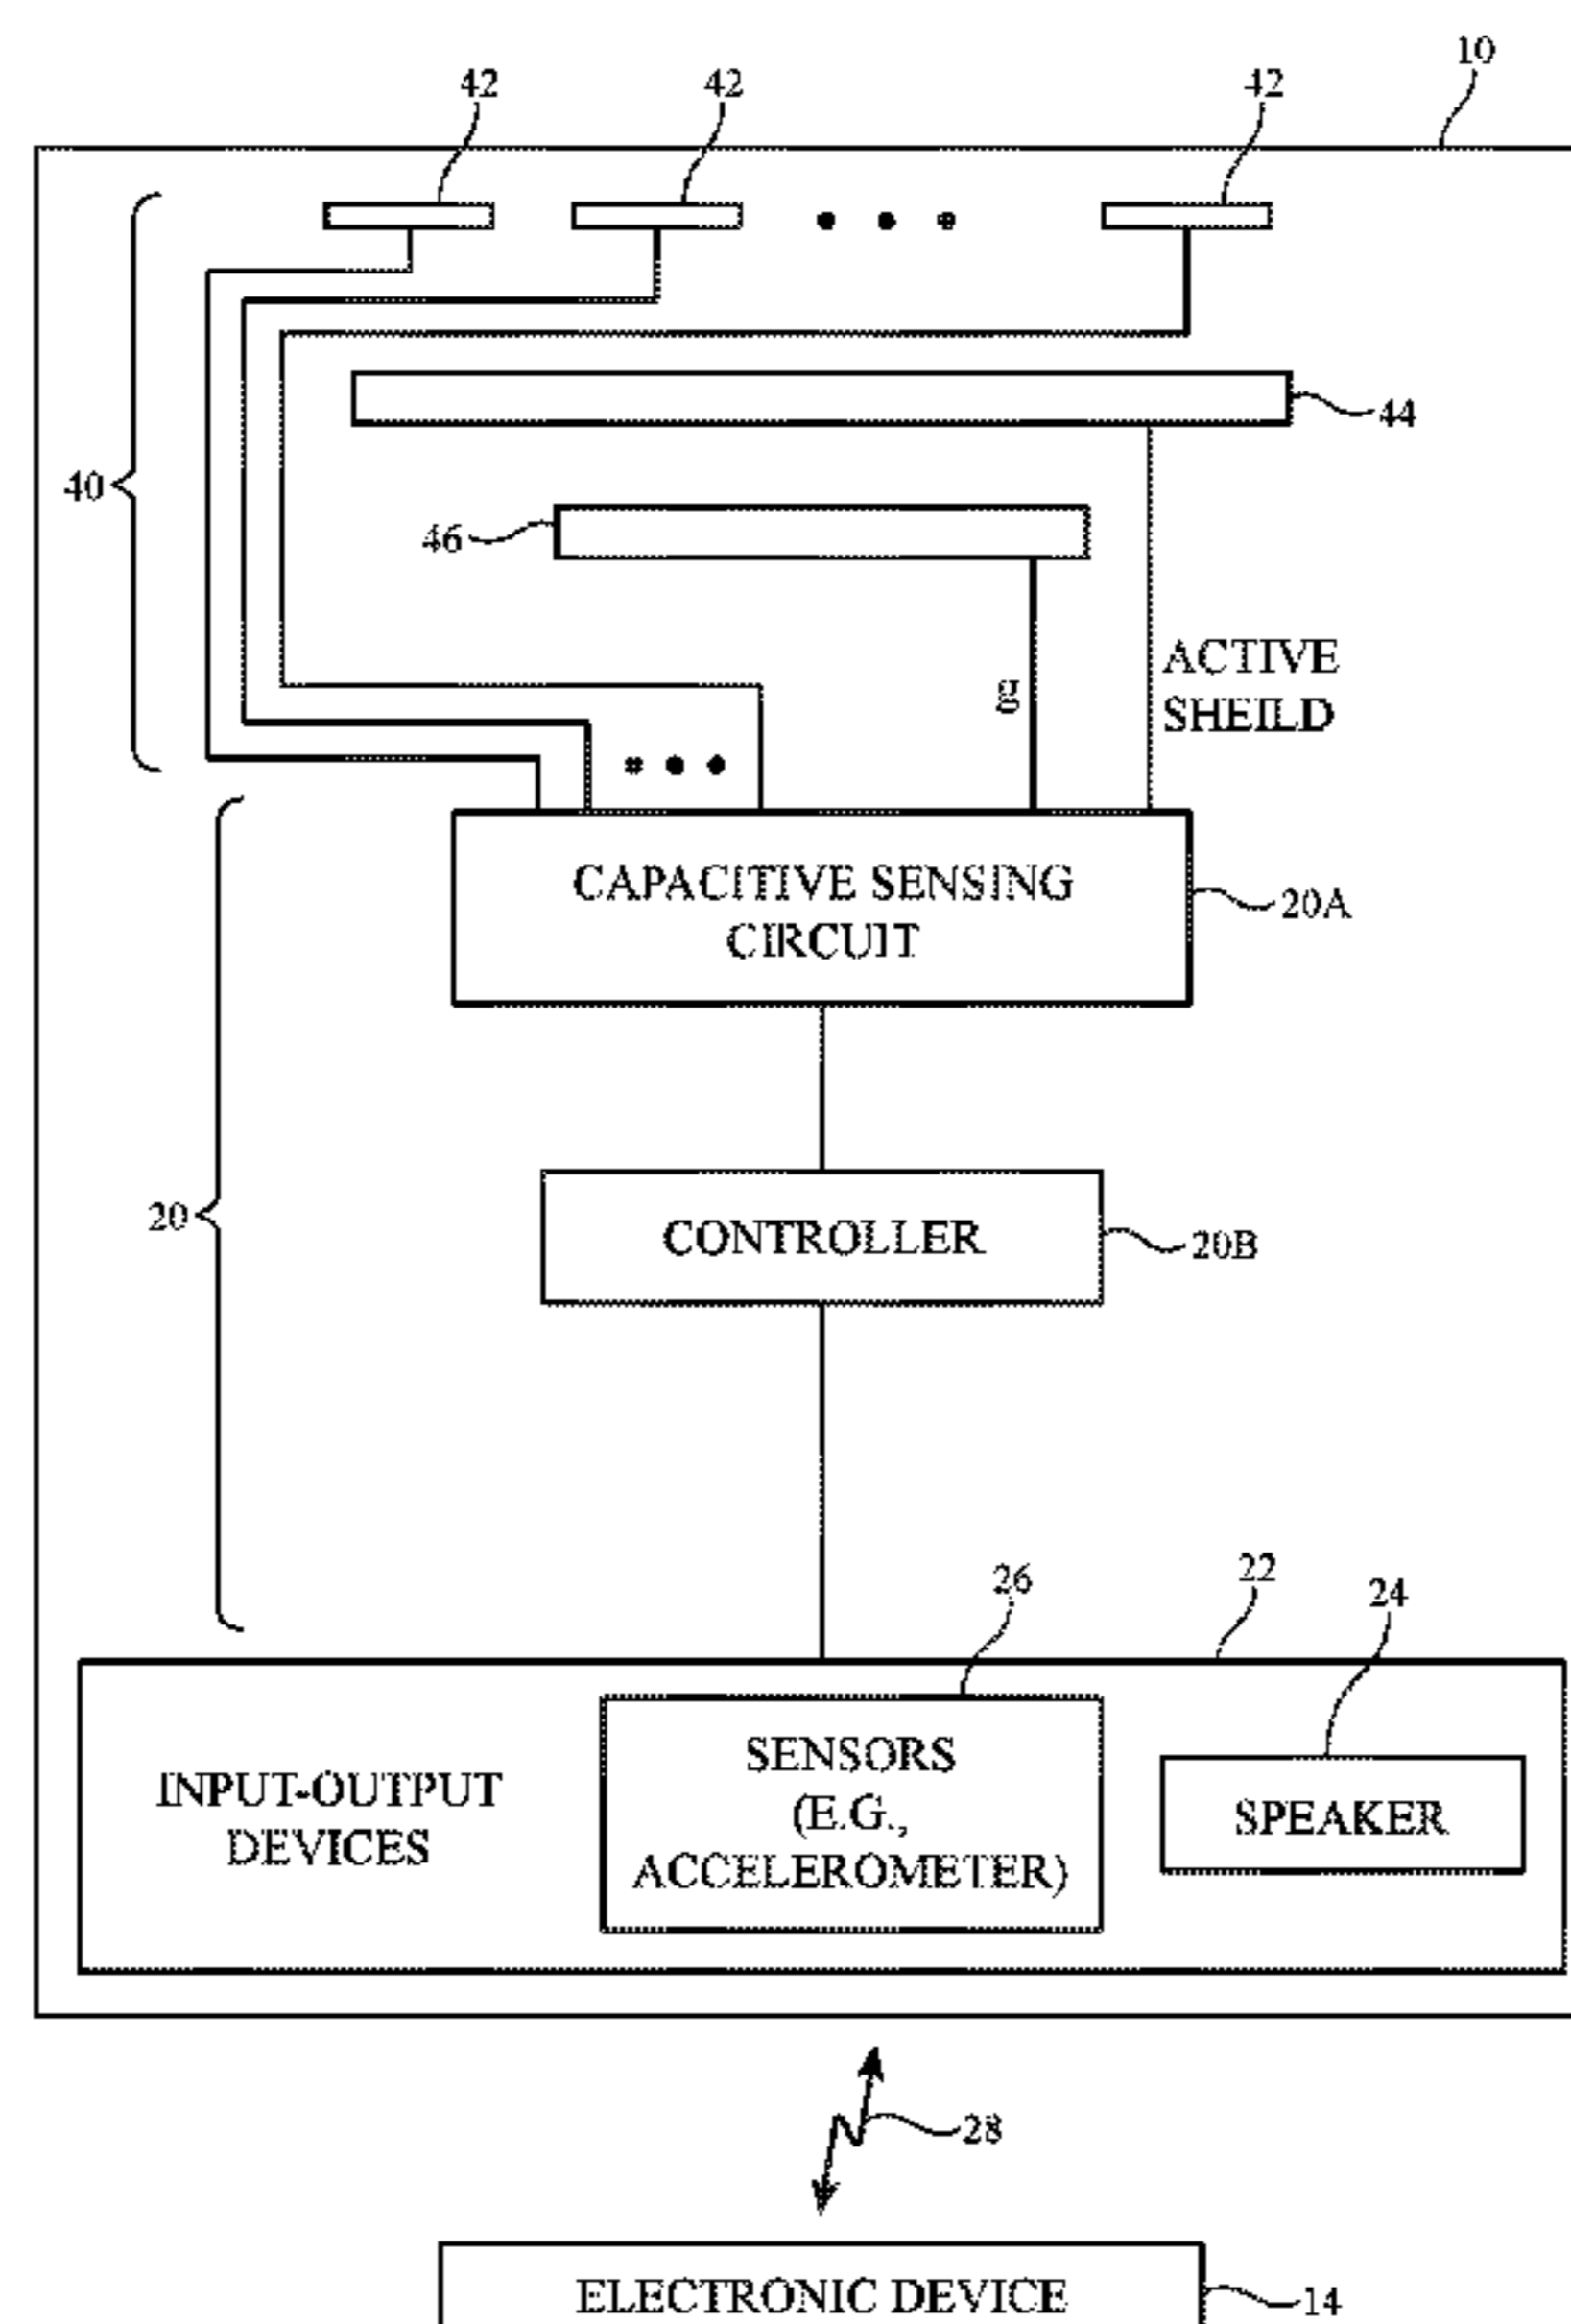 10
42 42 42
44
40
46
ACTIVE
g
SHEILD
CAPACITIVE SENSING
20A
CIRCUIT
20
CONTROLLER
20B
26 22 24
SENSORS
INPUT-OUTPUT
(E.G.,
SPEAKER
DEVICES
ACCELEROMETER)
28
ELECTRONIC DEVICE
14